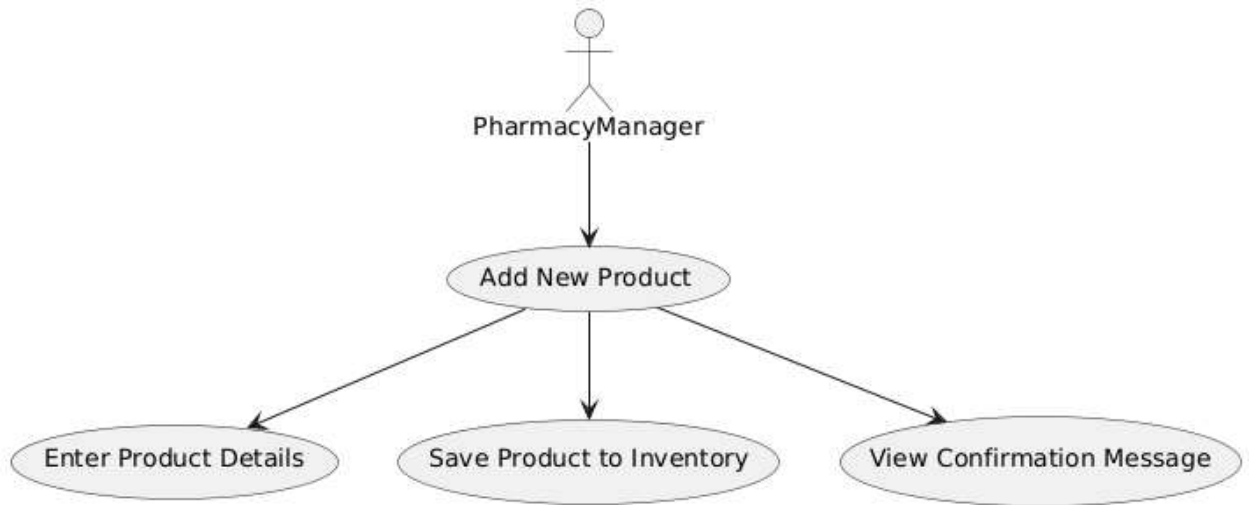 PharmacyManager
Add New Product
Enter Product Details
Save Product to Inventory
View Confirmation Message